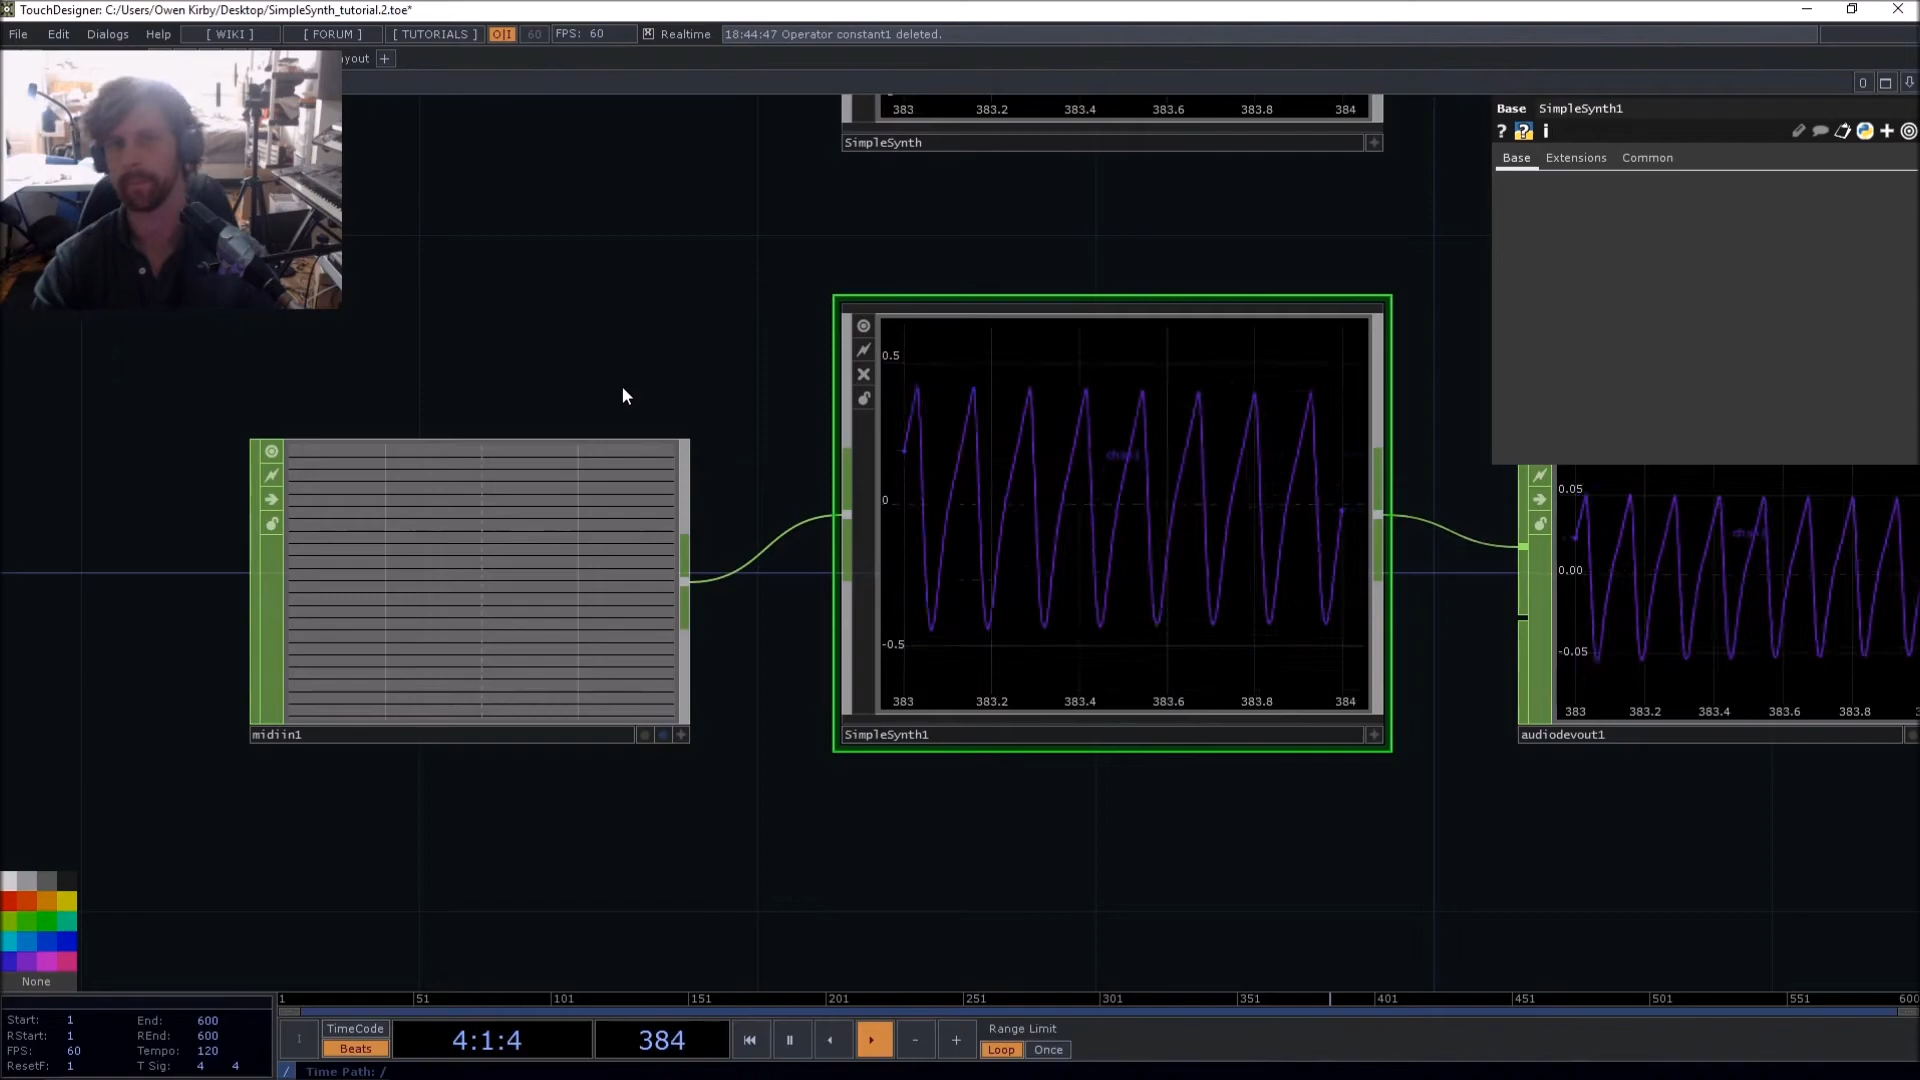 TouchDesigner: C:/Users/Owen Kirby/Desktop/SimpleSynth_tutorial.2.toe*
File Edit Dialogs Help [ WIKI ] [ FORUM ] [ TUTORIALS ] O|I 60 FPS: 60 Realtime 18:44:47 Operator constant1 deleted.
yout +
0
383 383.2 383.4 383.6 383.8 384
SimpleSynth
Base SimpleSynth1
? ? i
Base Extensions Common
0.5
0
-0.5
383 383.2 383.4 383.6 383.8 384
SimpleSynth1
midiin1
0.05
0.00
-0.05
383 383.2 383.4 383.6 383.8
audiodevout1
None
1 51 101 151 201 251 301 351 401 451 501 551 600
Start: 1 End: 600
RStart: 1 REnd: 600
FPS: 60 Tempo: 120
ResetF: 1 T Sig: 4 4
TimeCode
Beats
4:1:4
384
- +
Range Limit
Loop Once
/ Time Path: /